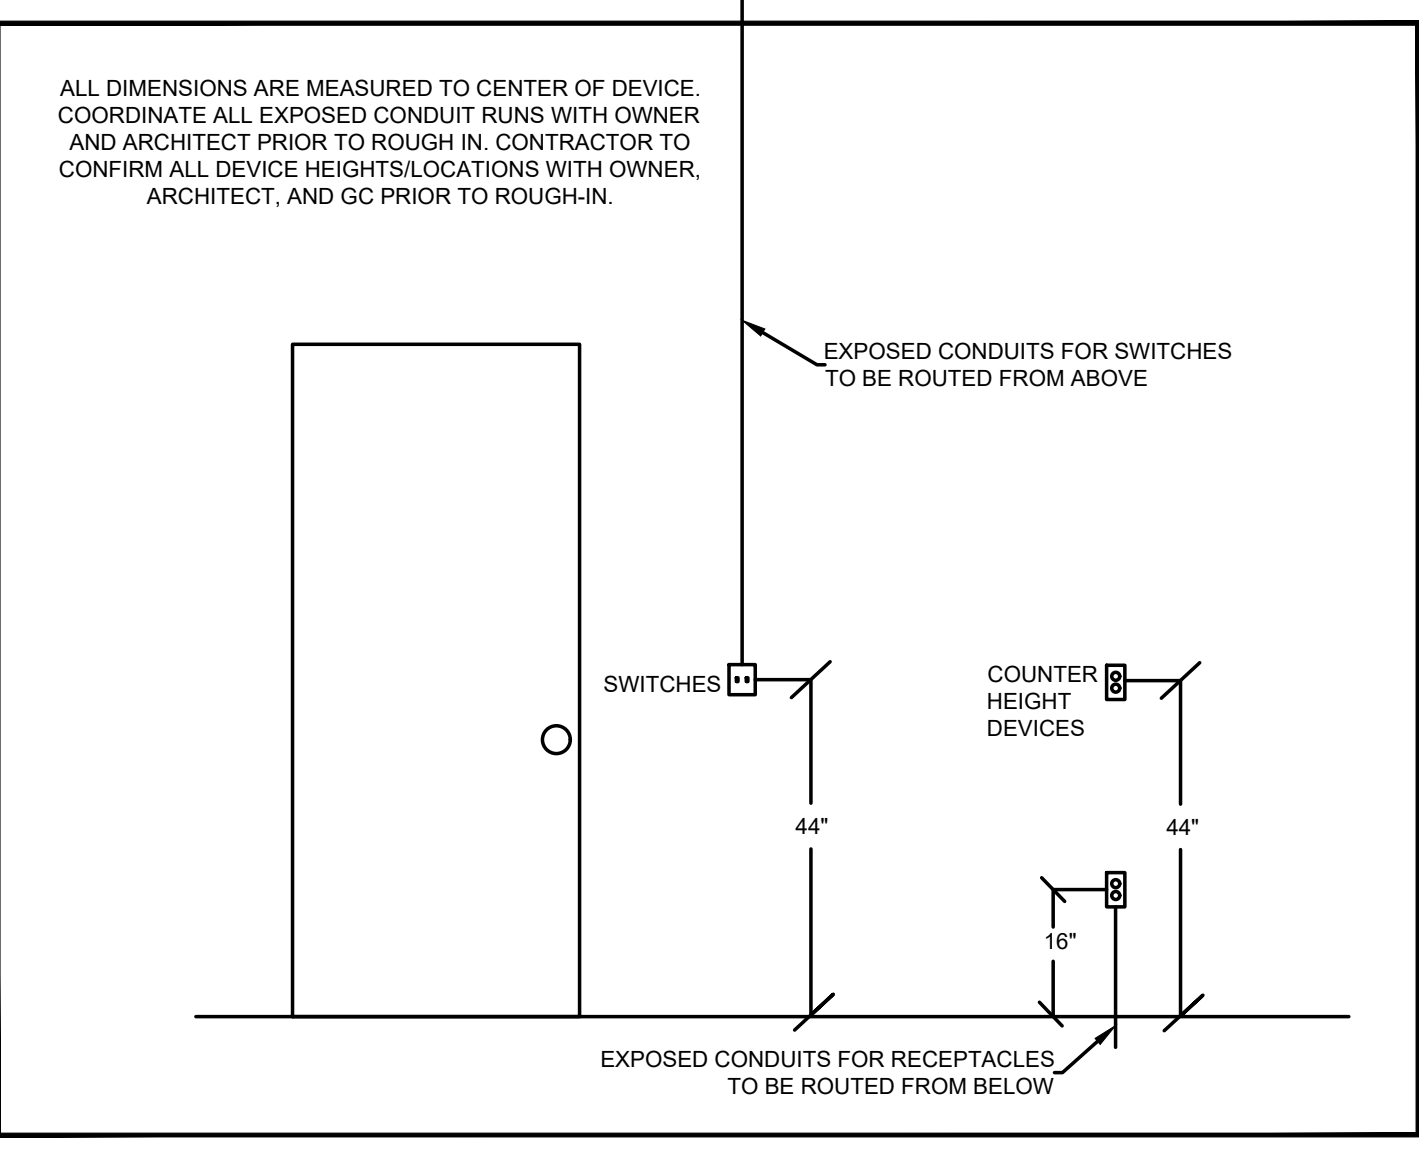 ALL DIMENSIONS ARE MEASURED TO CENTER OF DEVICE.
COORDINATE ALL EXPOSED CONDUIT RUNS WITH OWNER
AND ARCHITECT PRIOR TO ROUGH IN. CONTRACTOR TO
CONFIRM ALL DEVICE HEIGHTS/LOCATIONS WITH OWNER,
ARCHITECT, AND GC PRIOR TO ROUGH-IN.
EXPOSED CONDUITS FOR SWITCHES
TO BE ROUTED FROM ABOVE
SWITCHES
COUNTER
HEIGHT
DEVICES
44"
44"
16"
EXPOSED CONDUITS FOR RECEPTACLES
TO BE ROUTED FROM BELOW